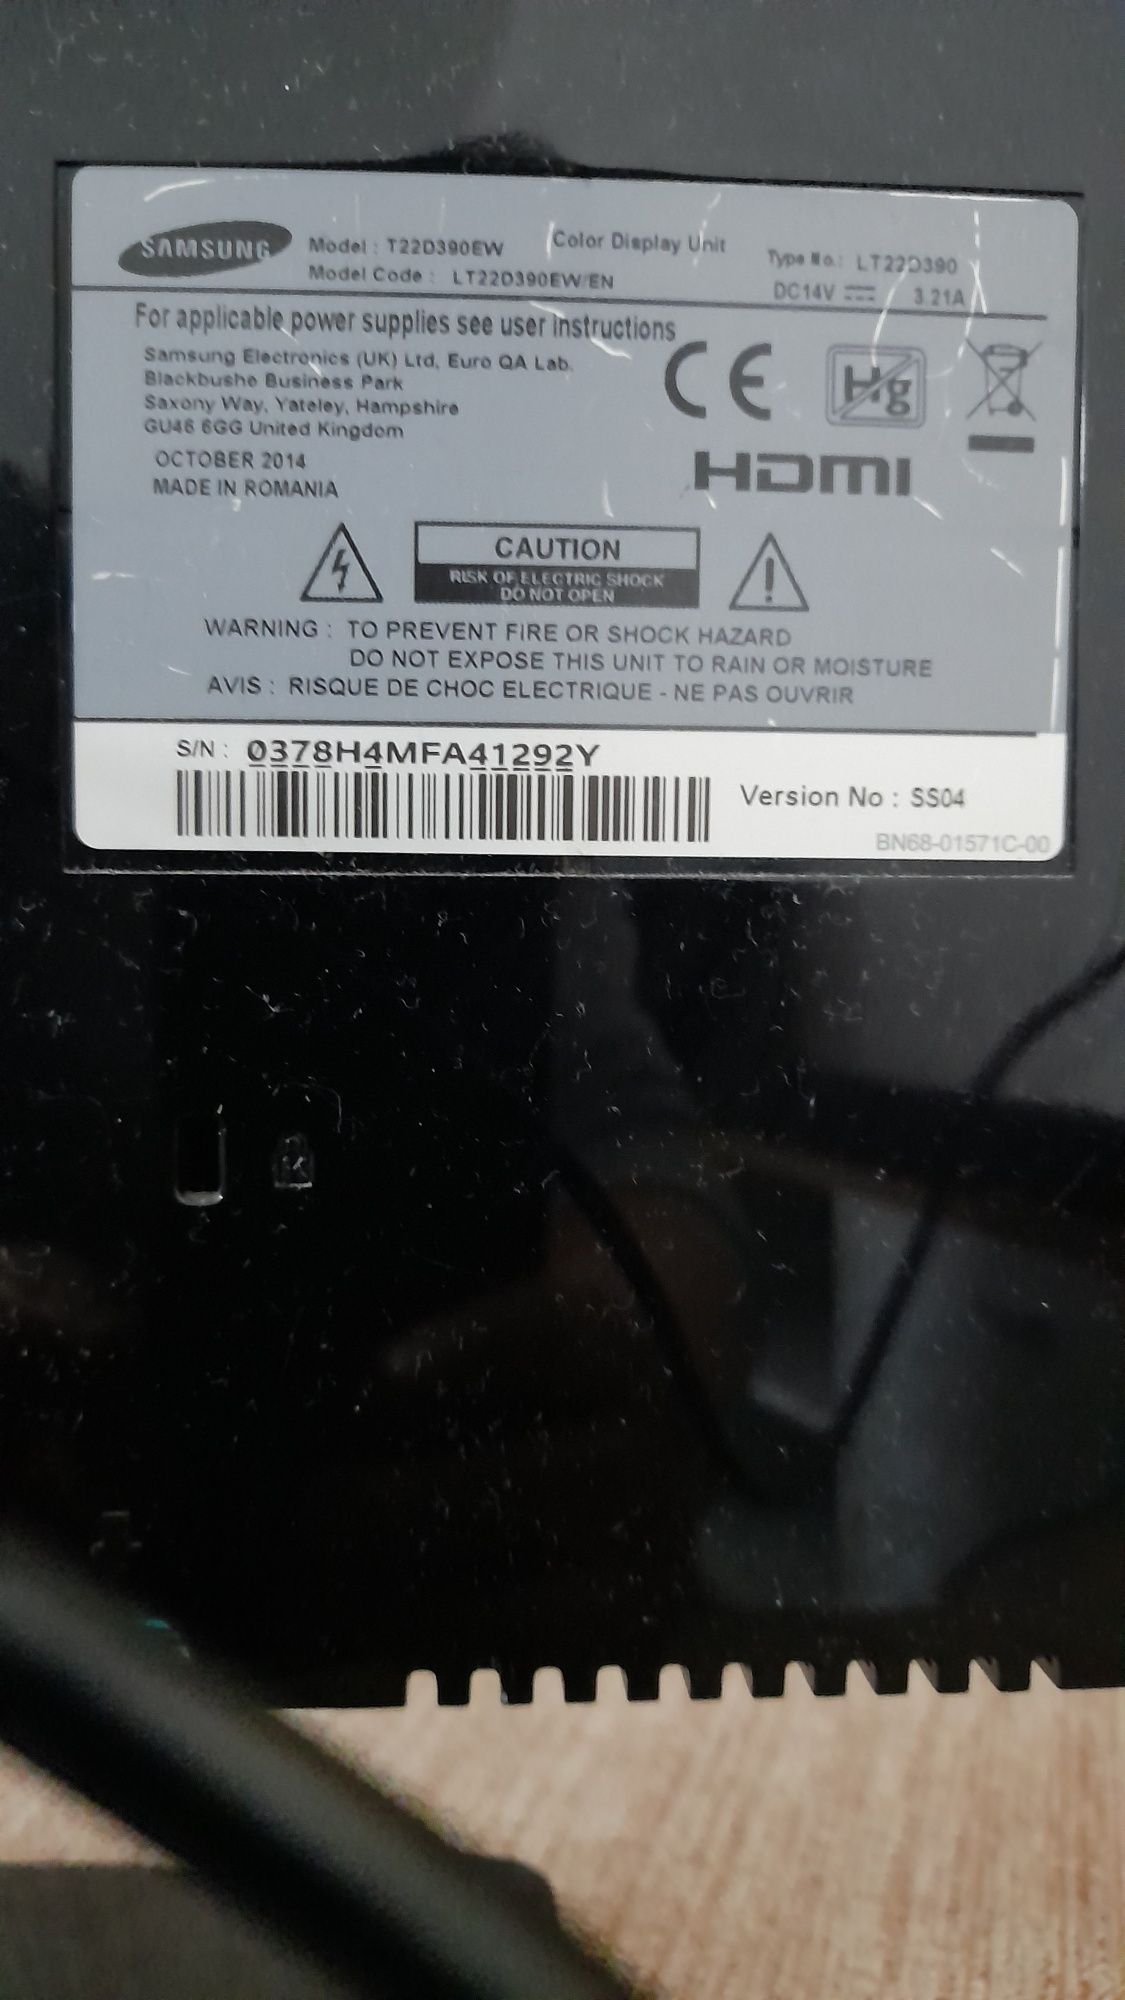 SAMSUNG
Model : T22D390EW
Color Display Unit
Type No.: LT22D390
Model Code : LT22D390EW/EN
DC14V 3.21A
For applicable power supplies see user instructions
Samsung Electronics (UK) Ltd, Euro QA Lab.
Blackbushe Business Park
Saxony Way, Yateley, Hampshire
GU46 6GG United Kingdom
CE
Hg
OCTOBER 2014
MADE IN ROMANIA
HDMI
CAUTION
RISK OF ELECTRIC SHOCK
DO NOT OPEN
WARNING : TO PREVENT FIRE OR SHOCK HAZARD
DO NOT EXPOSE THIS UNIT TO RAIN OR MOISTURE
AVIS : RISQUE DE CHOC ELECTRIQUE - NE PAS OUVRIR
S/N : 0378H4MFA41292Y
Version No : SS04
BN68-01571C-00
K